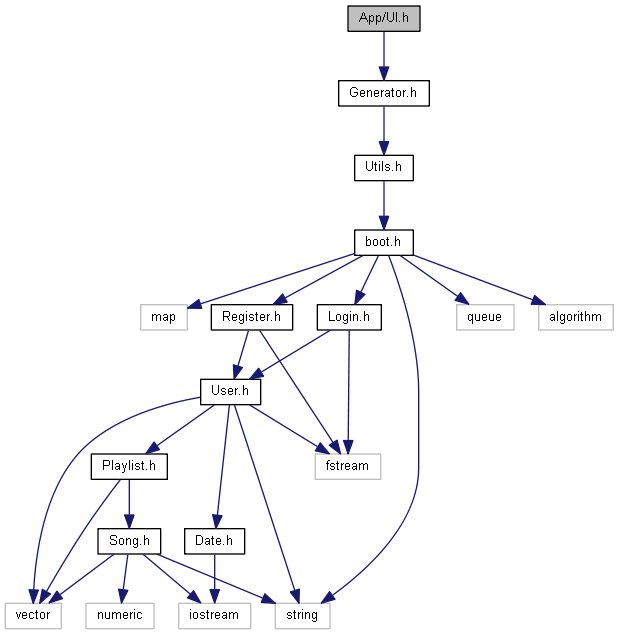 App/UI.h
Generator.h
Utils.h
boot.h
map
Register.h
Login.h
queue
algorithm
User.h
Playlist.h
fstream
Song.h
Date.h
vector
numeric
iostream
string